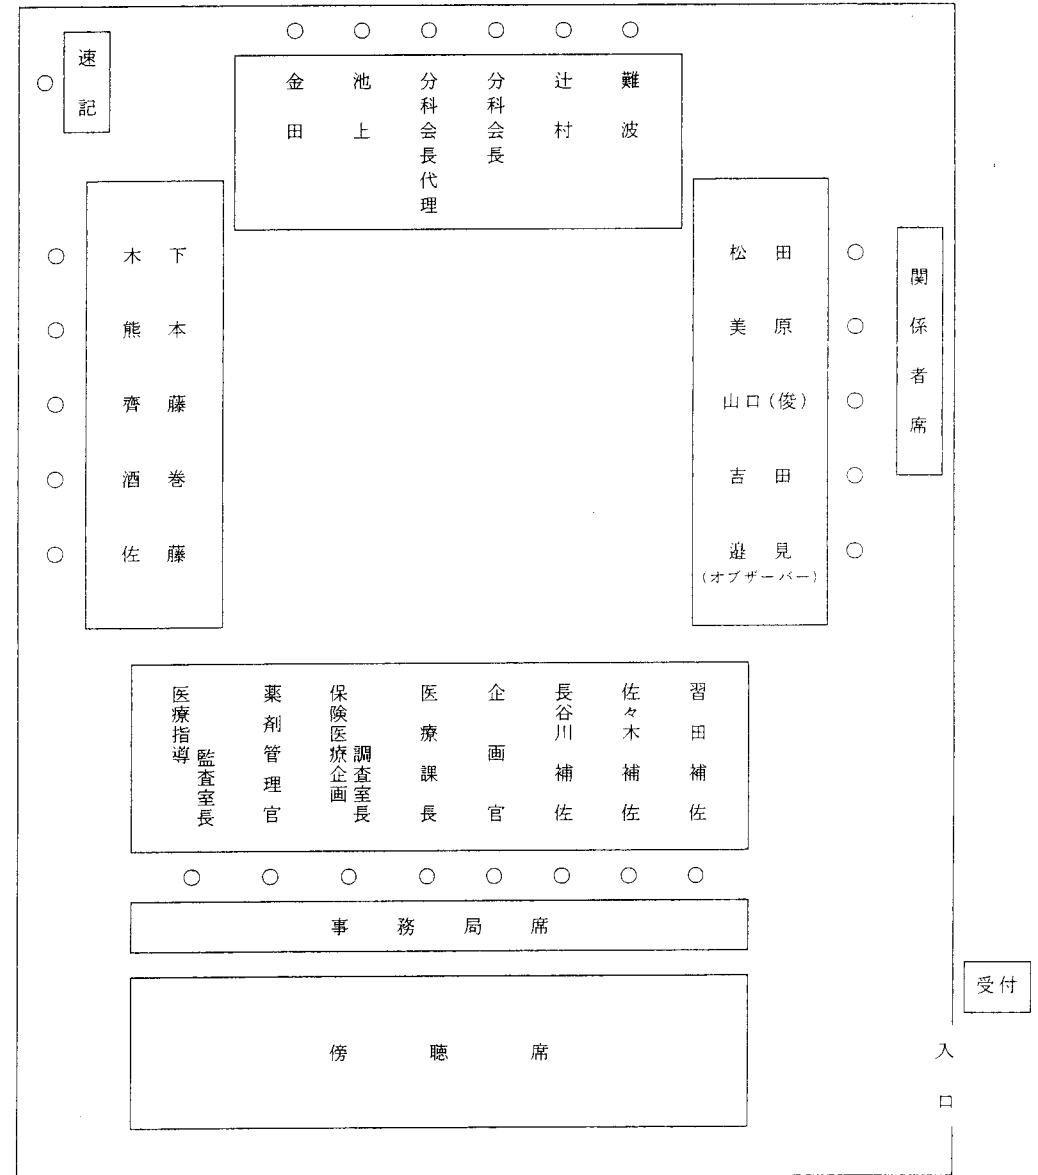 速記
金田
池上
分科会長代理
分科会長
辻村
難波
木下
熊本
齊藤
酒巻
佐藤
松田
美原
山口(俊)
吉田
邉見
(オブザーバー)
関係者席
医療指導
監査室長
薬剤管理官
保険医療企画
調査室長
医療課長
企画官
長谷川補佐
佐々木補佐
習田補佐
事務局席
傍聴席
受付
入口